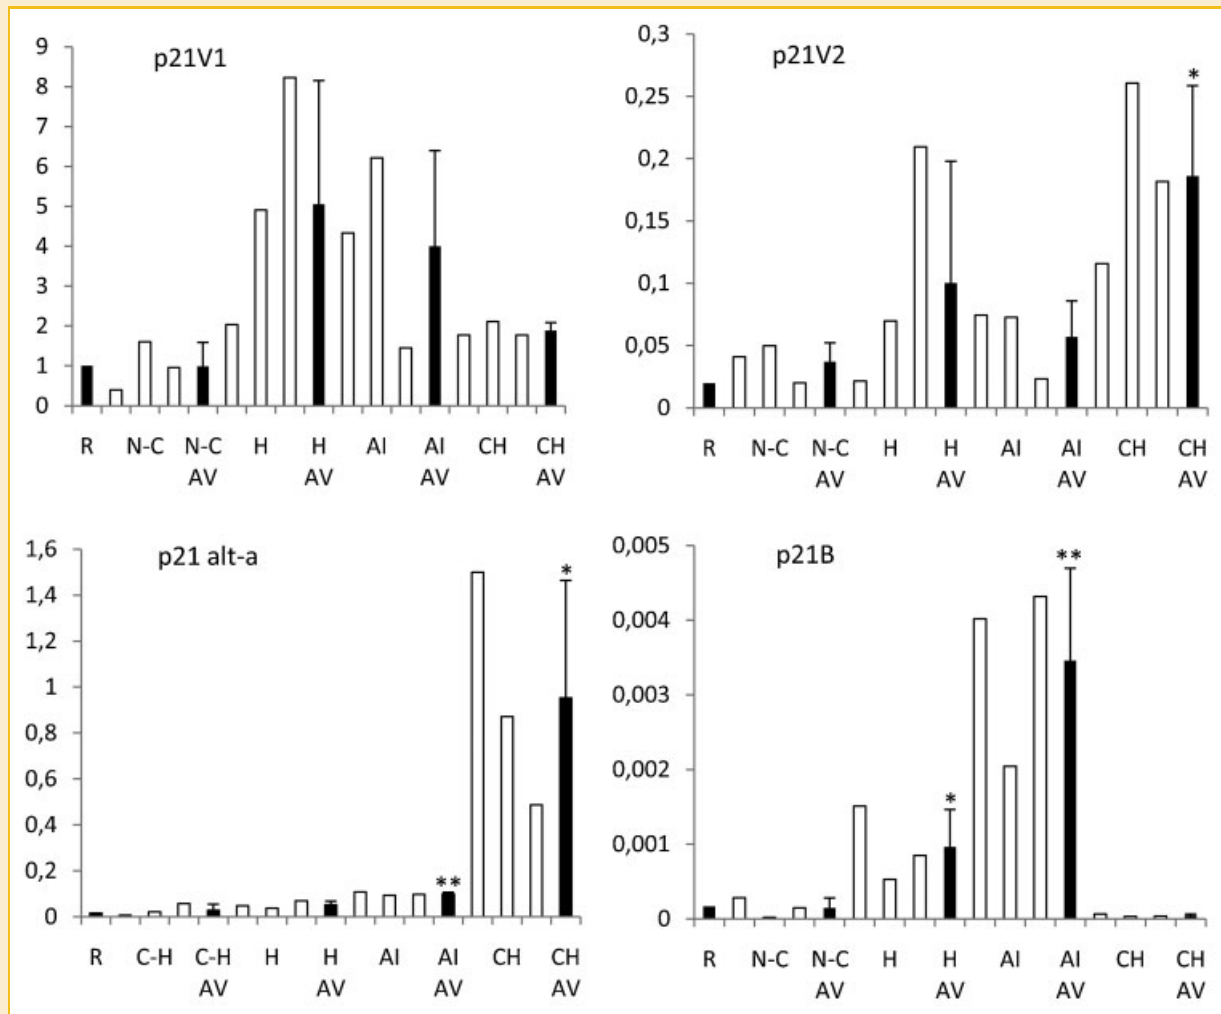 p21V1
9
8
7
6
5
4
3
2
1
0
R N-C N-C H H AI AI CH CH
AV AV AV AV
p21V2
0,3
0,25
0,2
0,15
0,1
0,05
0
*
R N-C N-C H H AI AI CH CH
AV AV AV AV
p21 alt-a
1,6
1,4
1,2
1
0,8
0,6
0,4
0,2
0
** *
R C-H C-H H H AI AI CH CH
AV AV AV AV
p21B
0,005
0,004
0,003
0,002
0,001
0
* **
R N-C N-C H H AI AI CH CH
AV AV AV AV